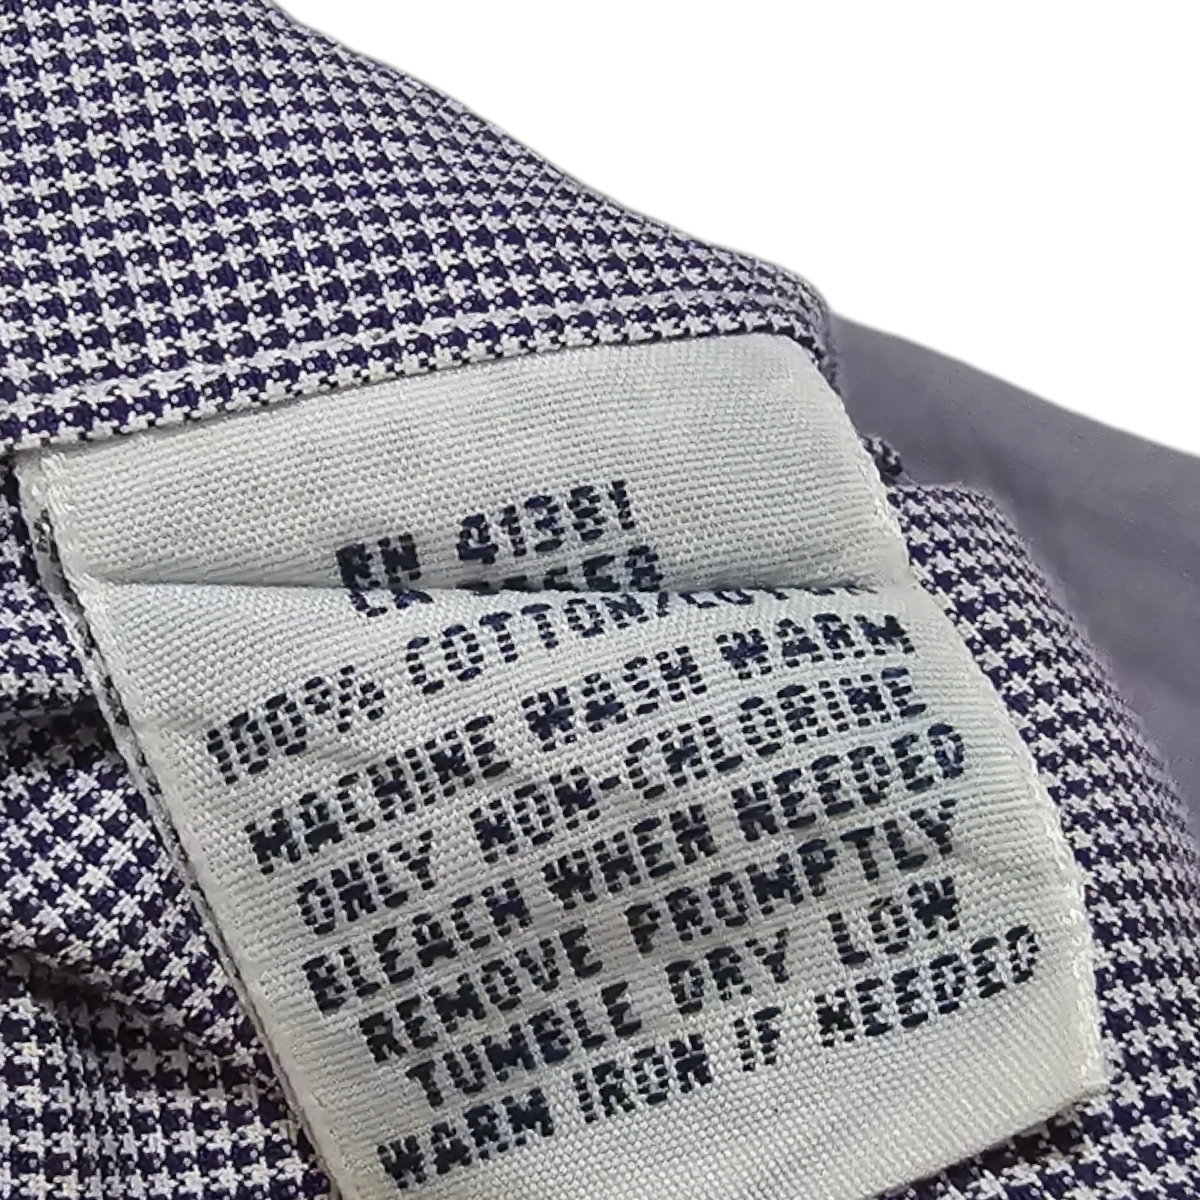 RN 41381
100% COTTON/COTON
MACHINE WASH WARM
ONLY NON-CHLORINE
BLEACH WHEN NEEDED
REMOVE PROMPTLY
TUMBLE DRY LOW
WARM IRON IF NEEDED